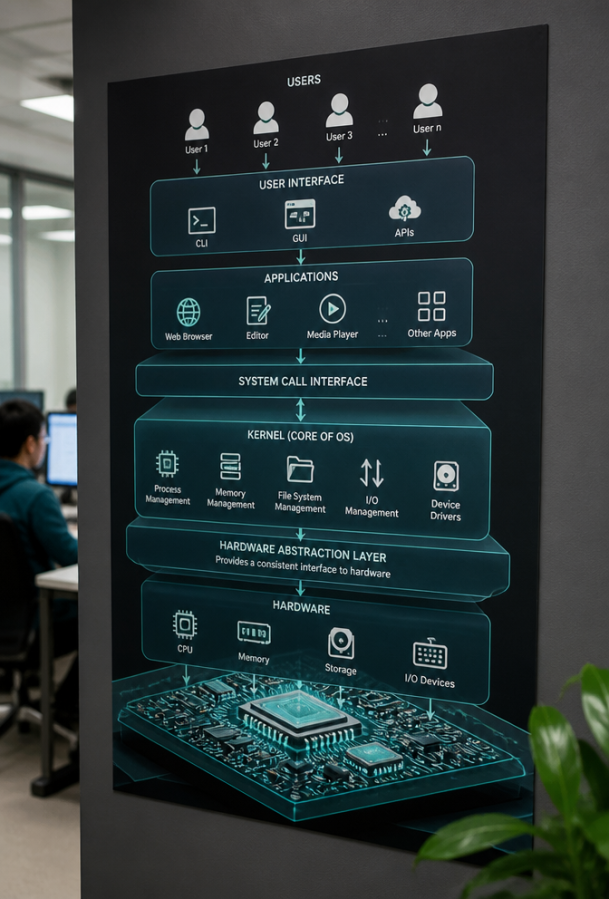 USERS
User 1
User 2
User 3
...
User n
USER INTERFACE
CLI
GUI
APIs
APPLICATIONS
Web Browser
Editor
Media Player
...
Other Apps
SYSTEM CALL INTERFACE
KERNEL (CORE OF OS)
Process
Management
Memory
Management
File System
Management
I/O
Management
Device
Drivers
HARDWARE ABSTRACTION LAYER
Provides a consistent interface to hardware
HARDWARE
CPU
Memory
Storage
I/O Devices